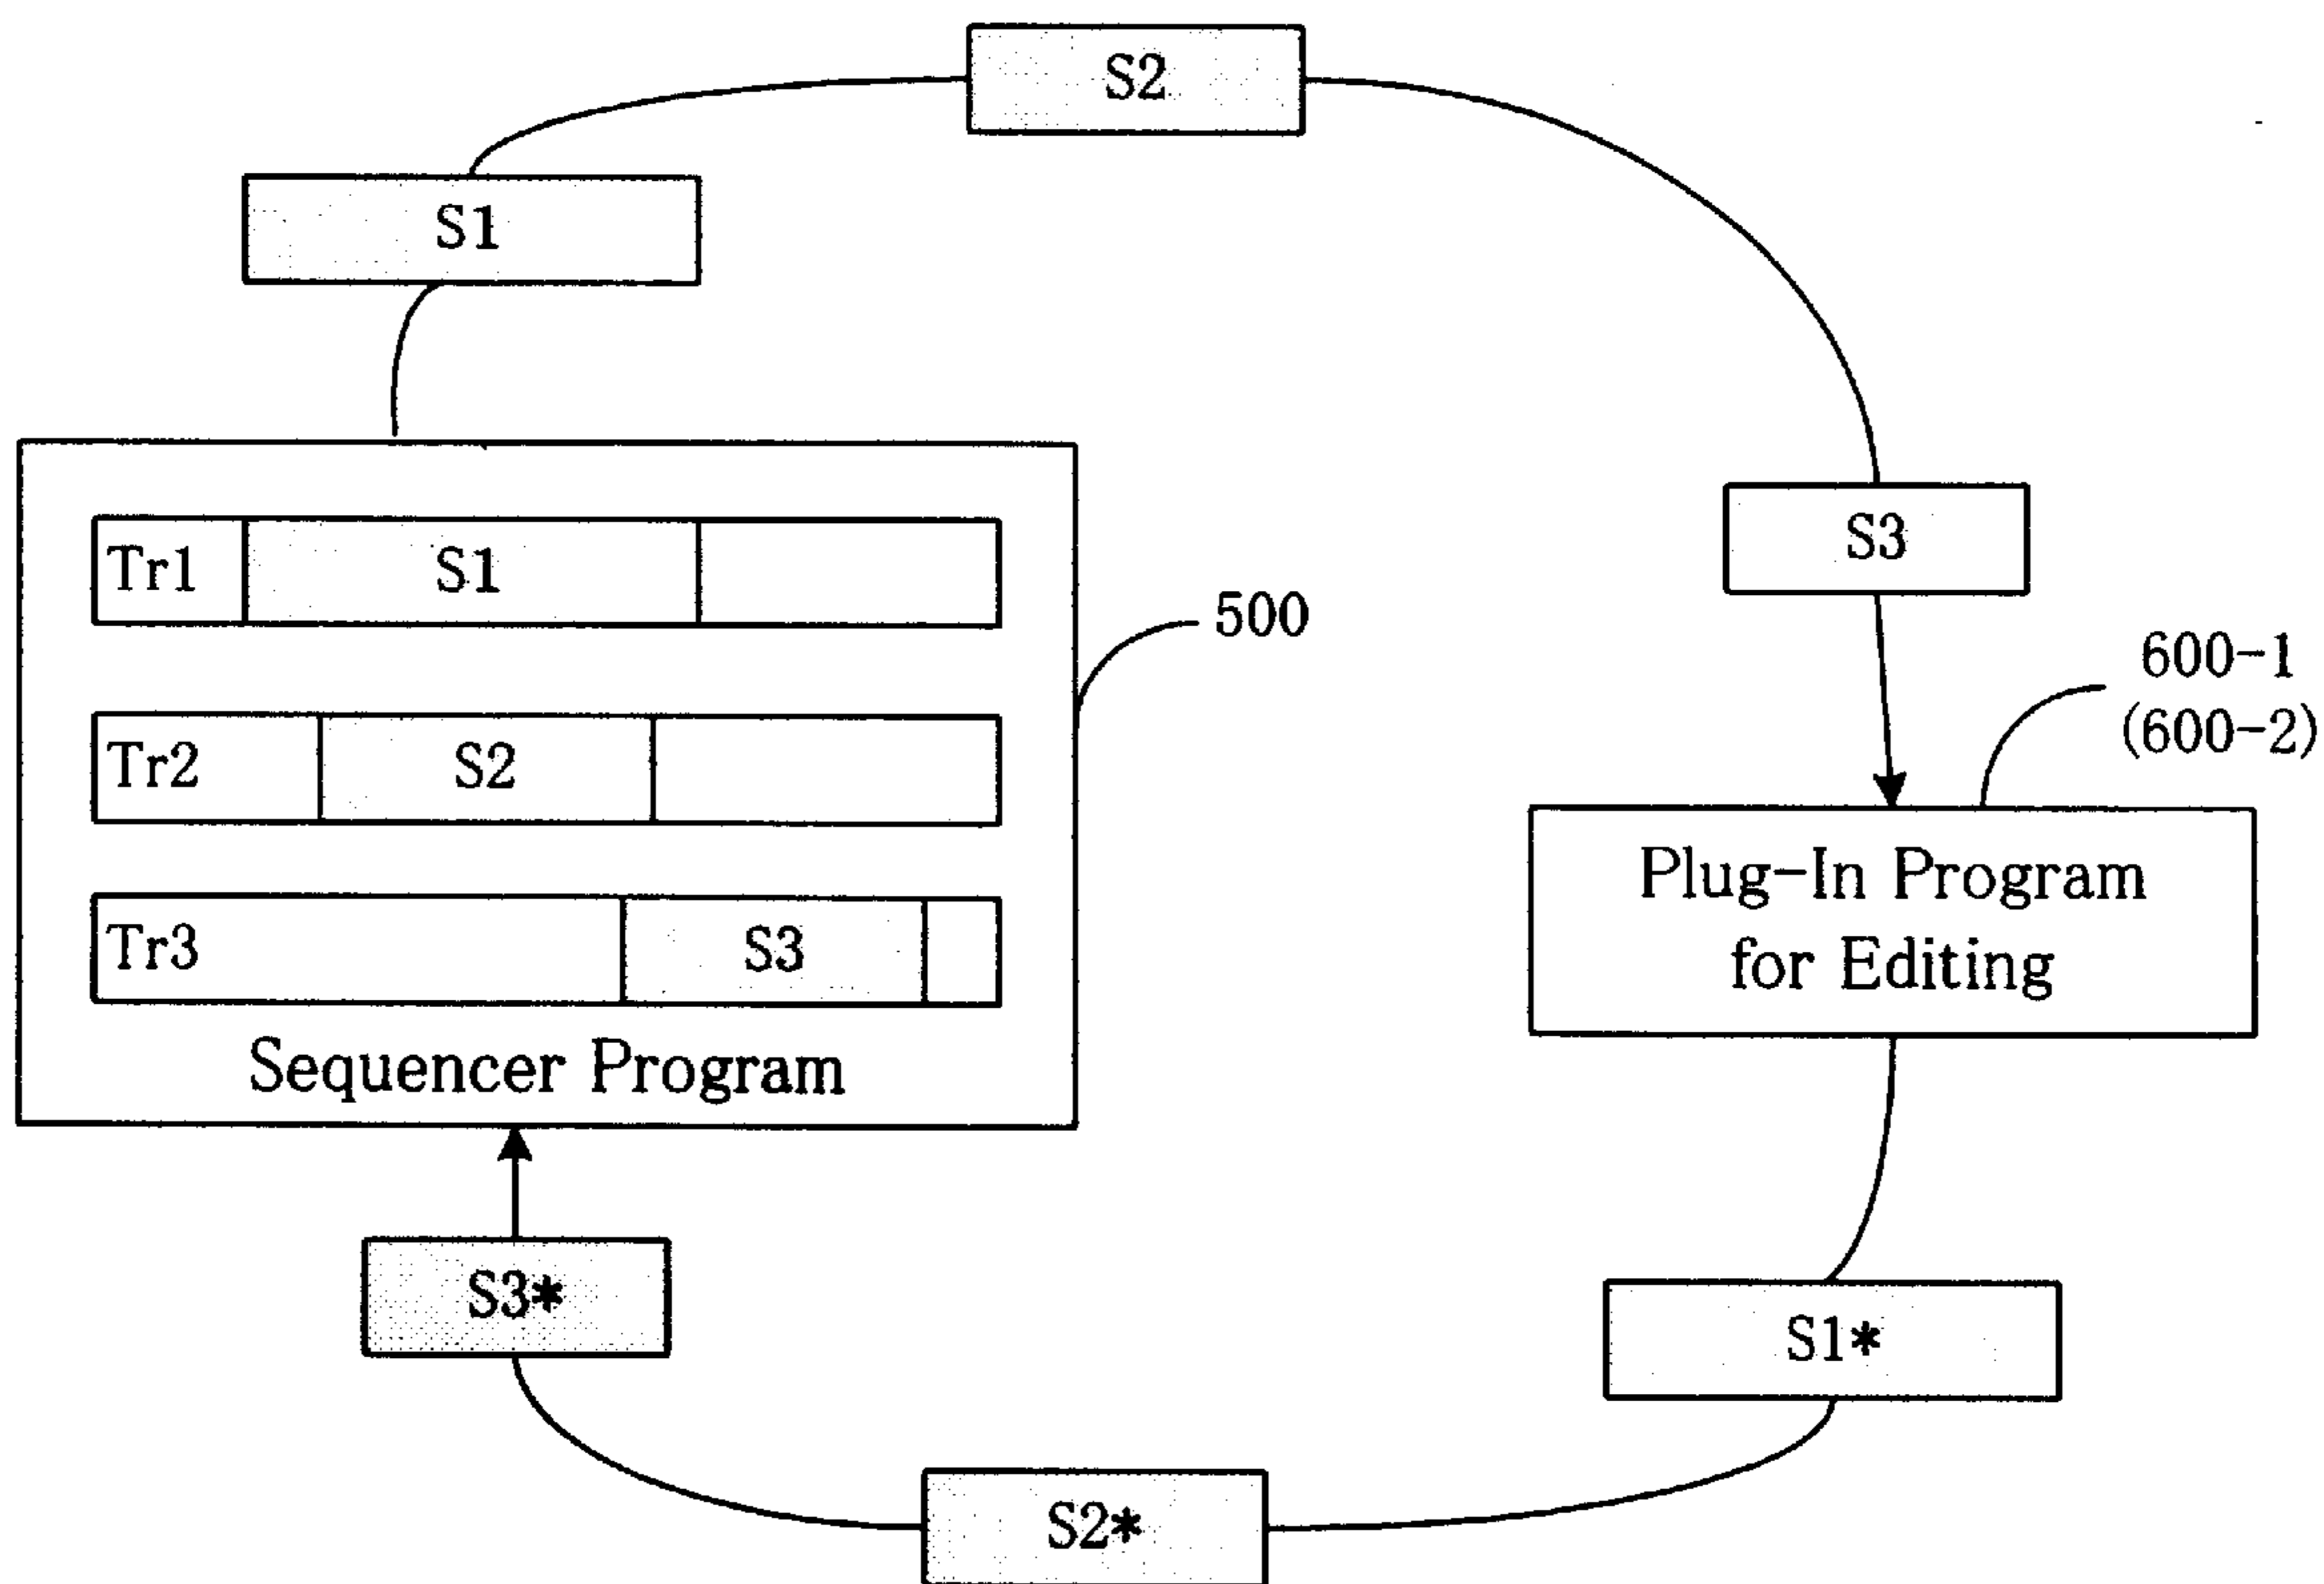 S2
S1
S3
Tr1 S1
500
600-1
(600-2)
Tr2 S2
Tr3 S3
Plug-In Program
for Editing
Sequencer Program
S3*
S1*
S2*